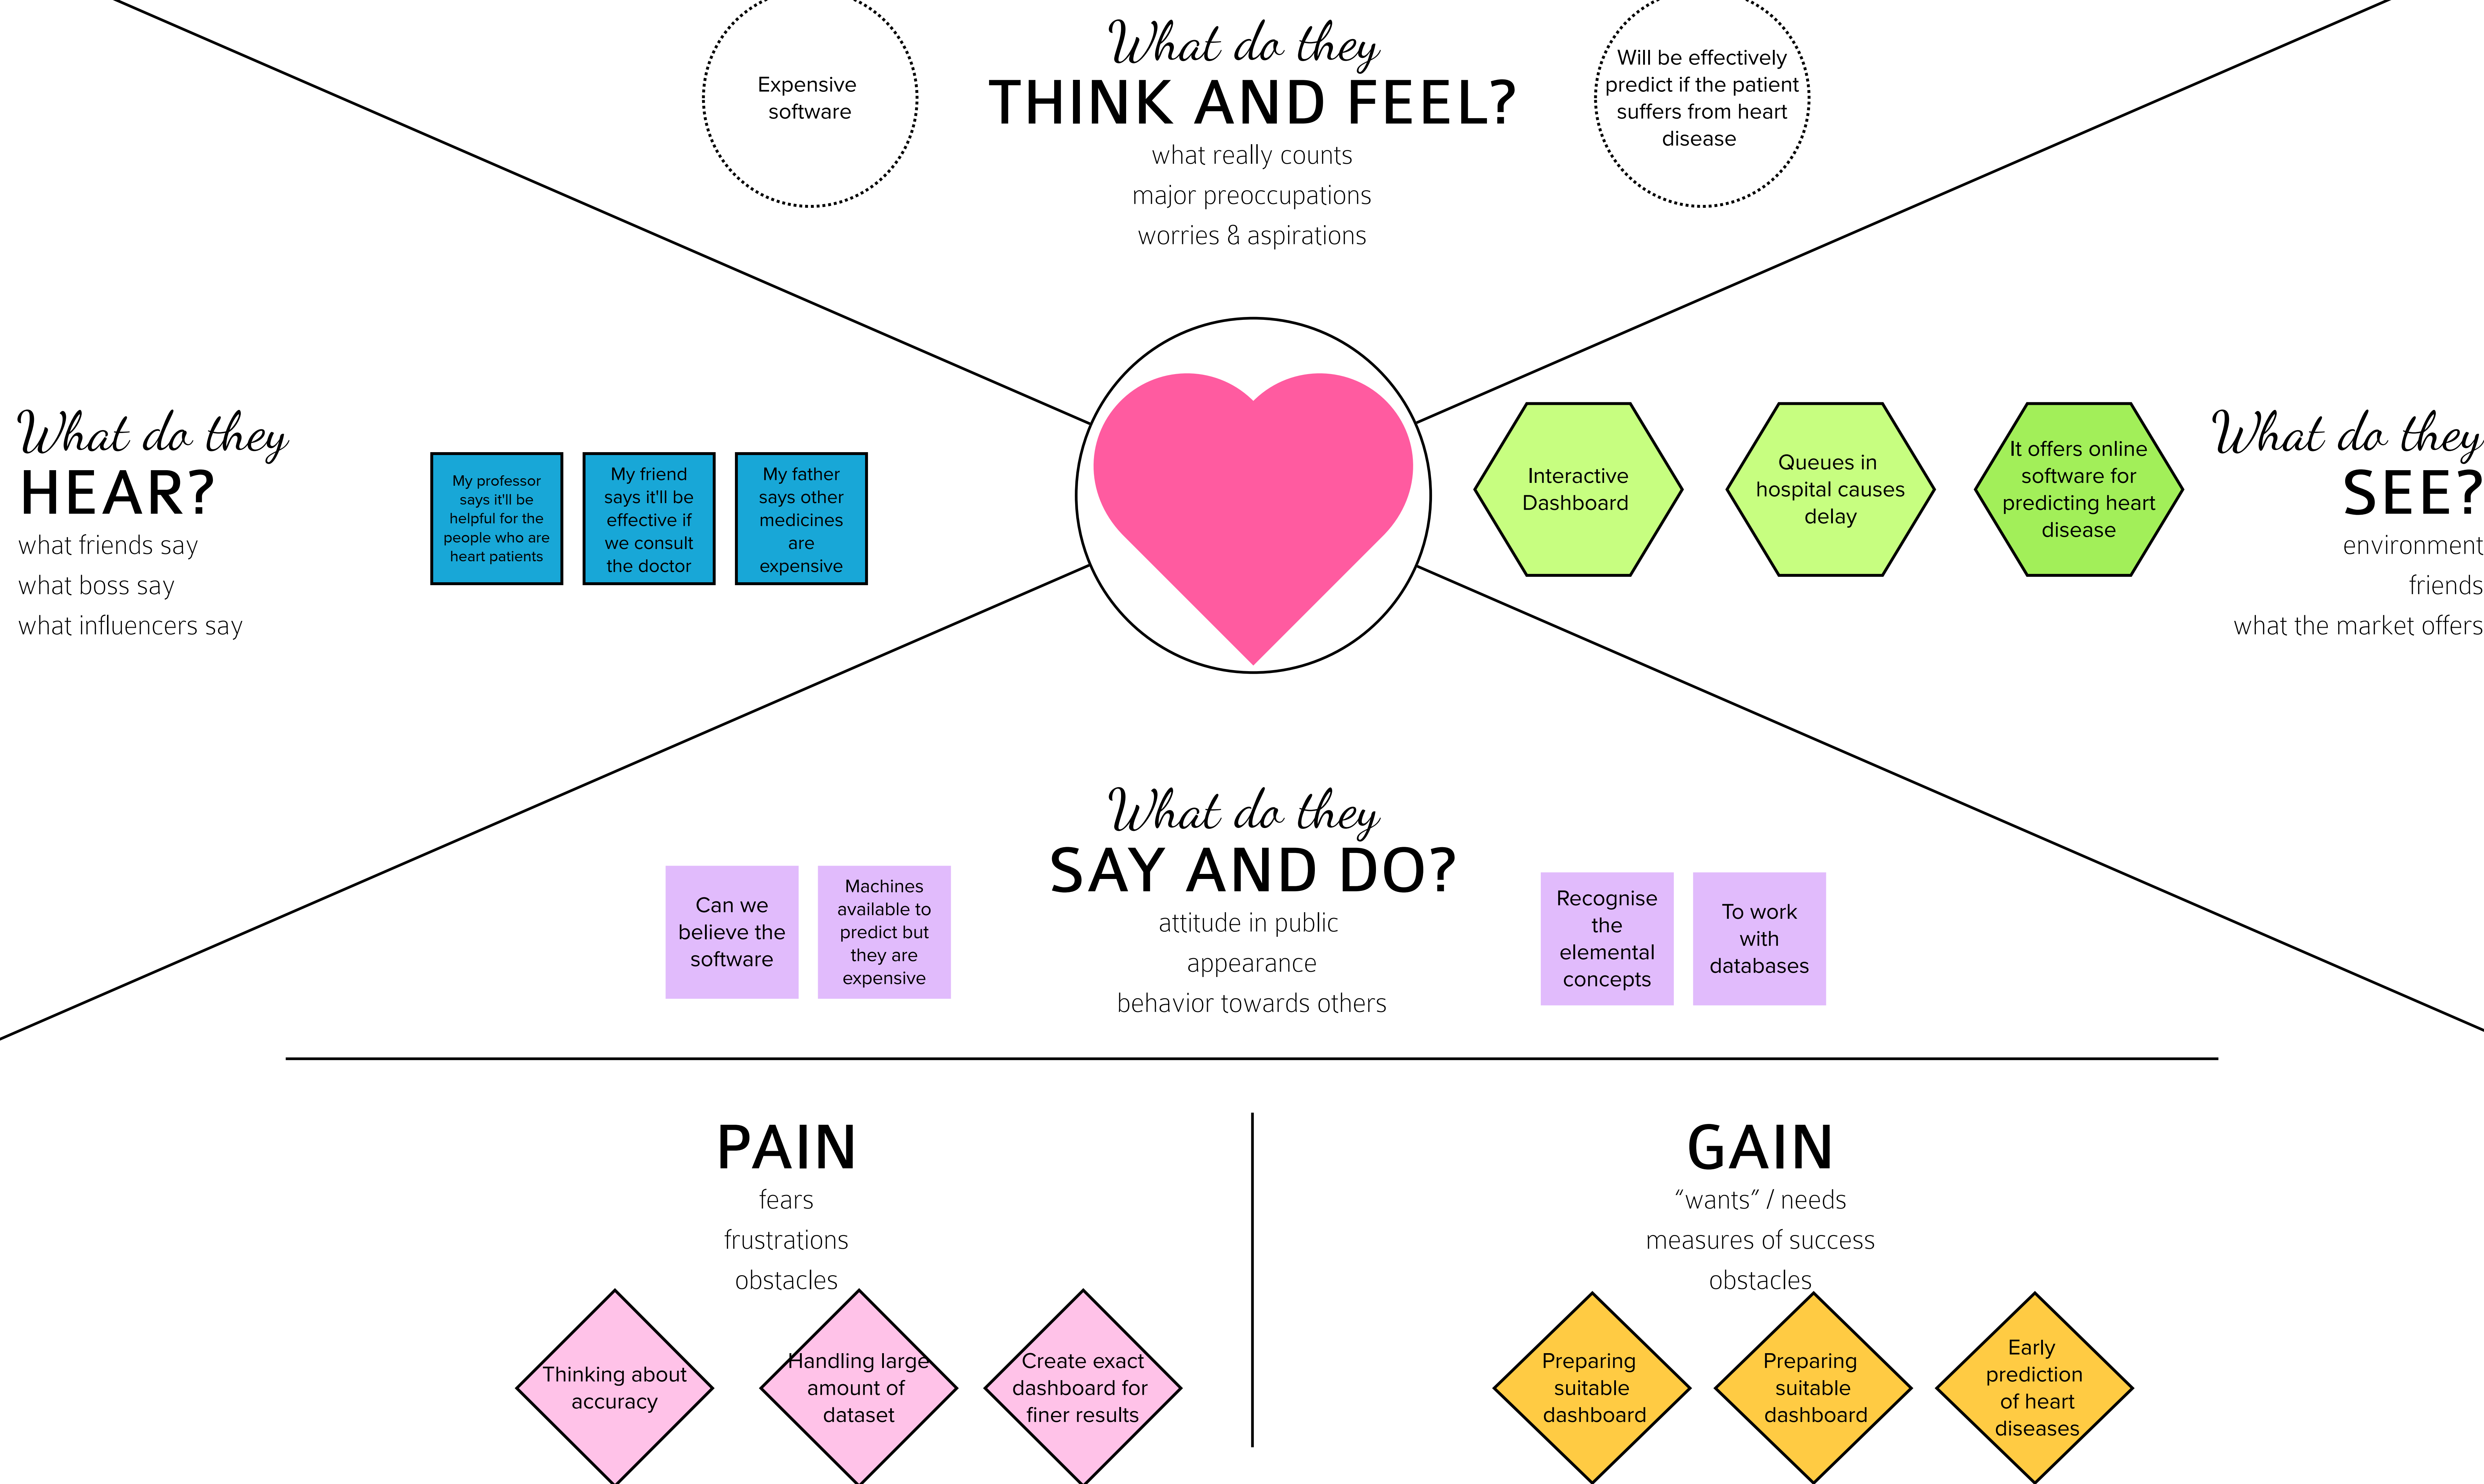 What do they
THINK AND FEEL?
what really counts
major preoccupations
worries & aspirations
Expensive
software
Will be effectively
predict if the patient
suffers from heart
disease
What do they
HEAR?
what friends say
what boss say
what influencers say
My professor
says it'll be
helpful for the
people who are
heart patients
My friend
says it'll be
effective if
we consult
the doctor
My father
says other
medicines
are
expensive
Interactive
Dashboard
Queues in
hospital causes
delay
It offers online
software for
predicting heart
disease
What do they
SEE?
environment
friends
what the market offers
What do they
SAY AND DO?
attitude in public
appearance
behavior towards others
Can we
believe the
software
Machines
available to
predict but
they are
expensive
Recognise
the
elemental
concepts
To work
with
databases
PAIN
fears
frustrations
obstacles
Thinking about
accuracy
Handling large
amount of
dataset
Create exact
dashboard for
finer results
GAIN
“wants” / needs
measures of success
obstacles
Preparing
suitable
dashboard
Preparing
suitable
dashboard
Early
prediction
of heart
diseases